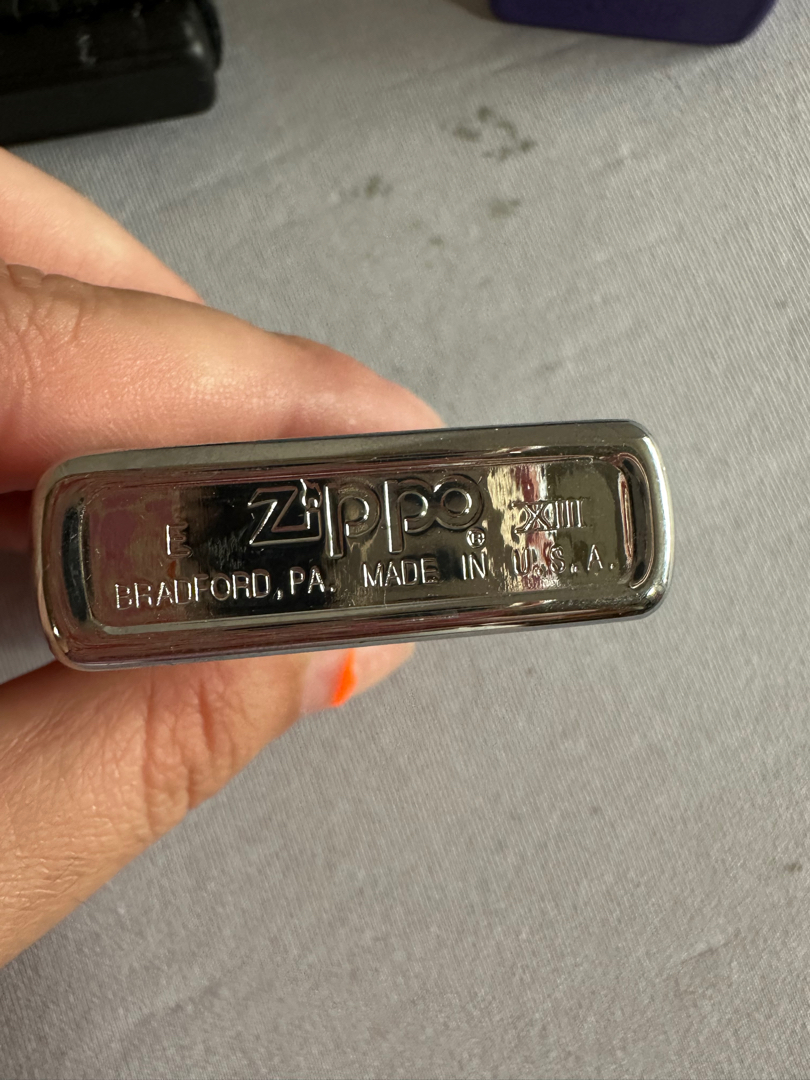 E Zippo ® XIII
BRADFORD, PA. MADE IN U.S.A.